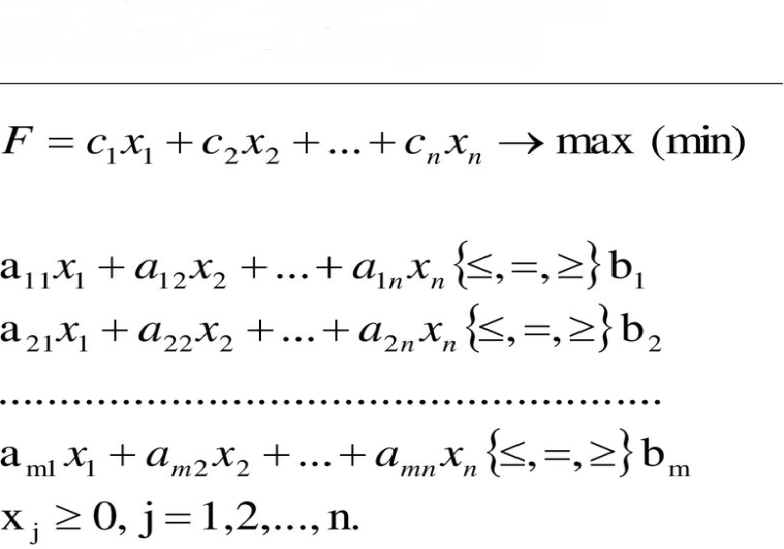 F = c₁x₁ + c₂x₂ + ... + cₙxₙ → max (min)
a₁₁x₁ + a₁₂x₂ + ... + a₁ₙxₙ {≤, =, ≥} b₁
a₂₁x₁ + a₂₂x₂ + ... + a₂ₙxₙ {≤, =, ≥} b₂
......................................................
aₘ₁x₁ + aₘ₂x₂ + ... + aₘₙxₙ {≤, =, ≥} bₘ
xⱼ ≥ 0, j = 1,2,..., n.